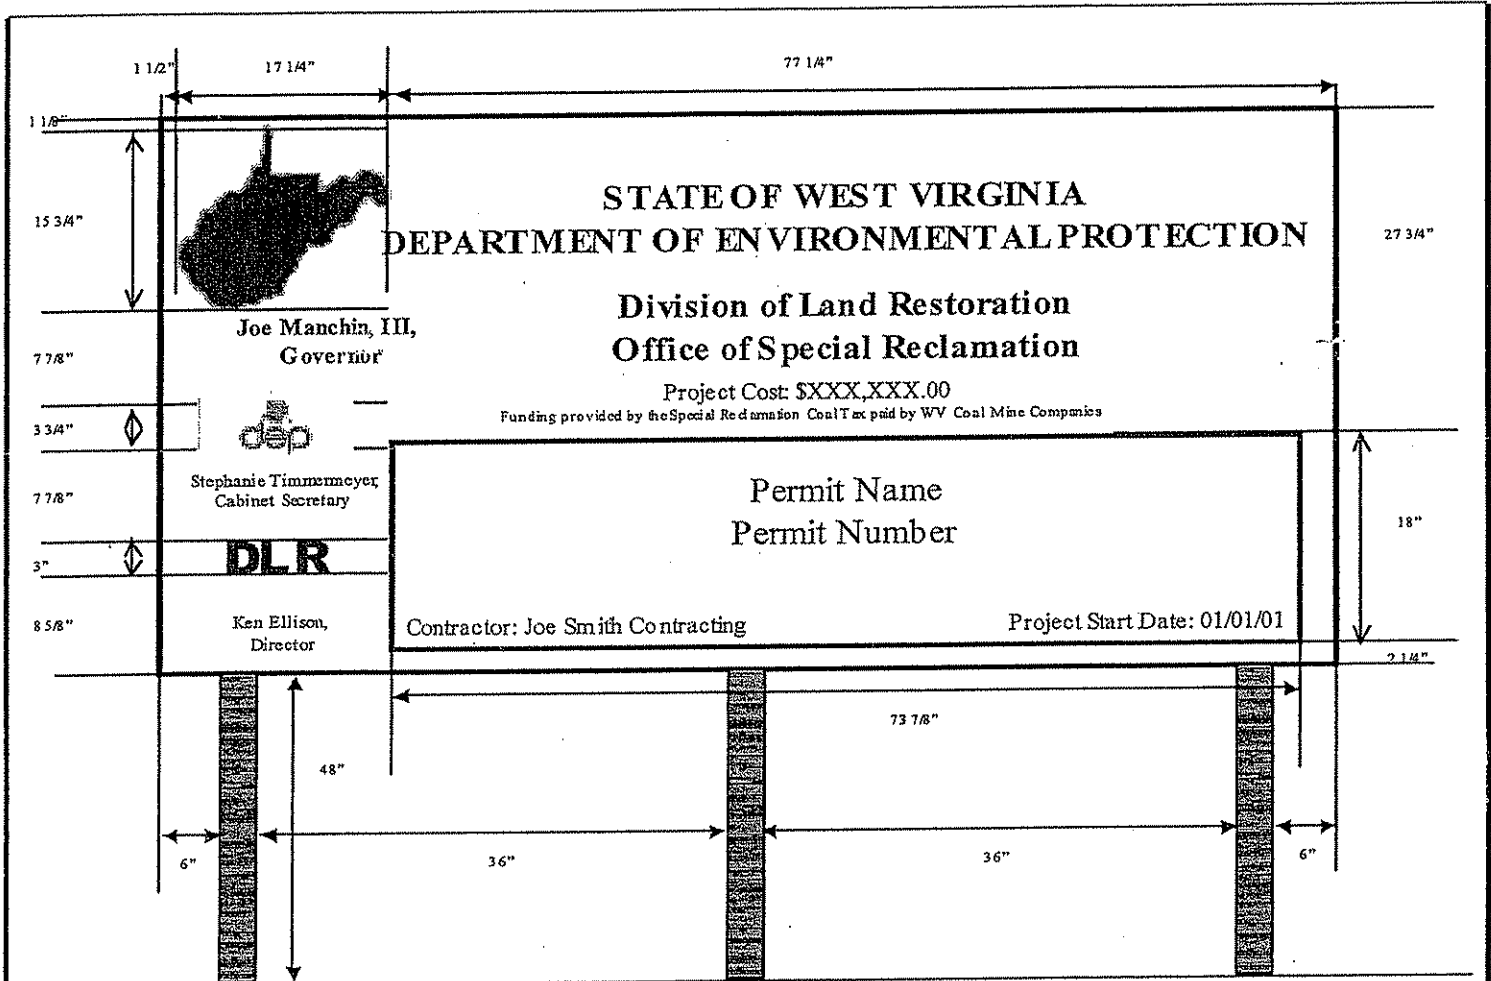 1 1/2"
17 1/4"
77 1/4"
1 1/8"
15 3/4"
STATE OF WEST VIRGINIA
DEPARTMENT OF ENVIRONMENTAL PROTECTION
27 3/4"
Division of Land Restoration
Office of Special Reclamation
Joe Manchin, III,
Governor
7 7/8"
Project Cost: $XXX,XXX.00
Funding provided by the Special Reclamation Coal Tax paid by WV Coal Mine Companies
3 3/4"
dep
Stephanie Timmermeyer,
Cabinet Secretary
7 7/8"
Permit Name
Permit Number
18"
DLR
3"
Ken Ellison,
Director
8 5/8"
Contractor: Joe Smith Contracting
Project Start Date: 01/01/01
2 1/4"
73 7/8"
48"
6"
36"
36"
6"